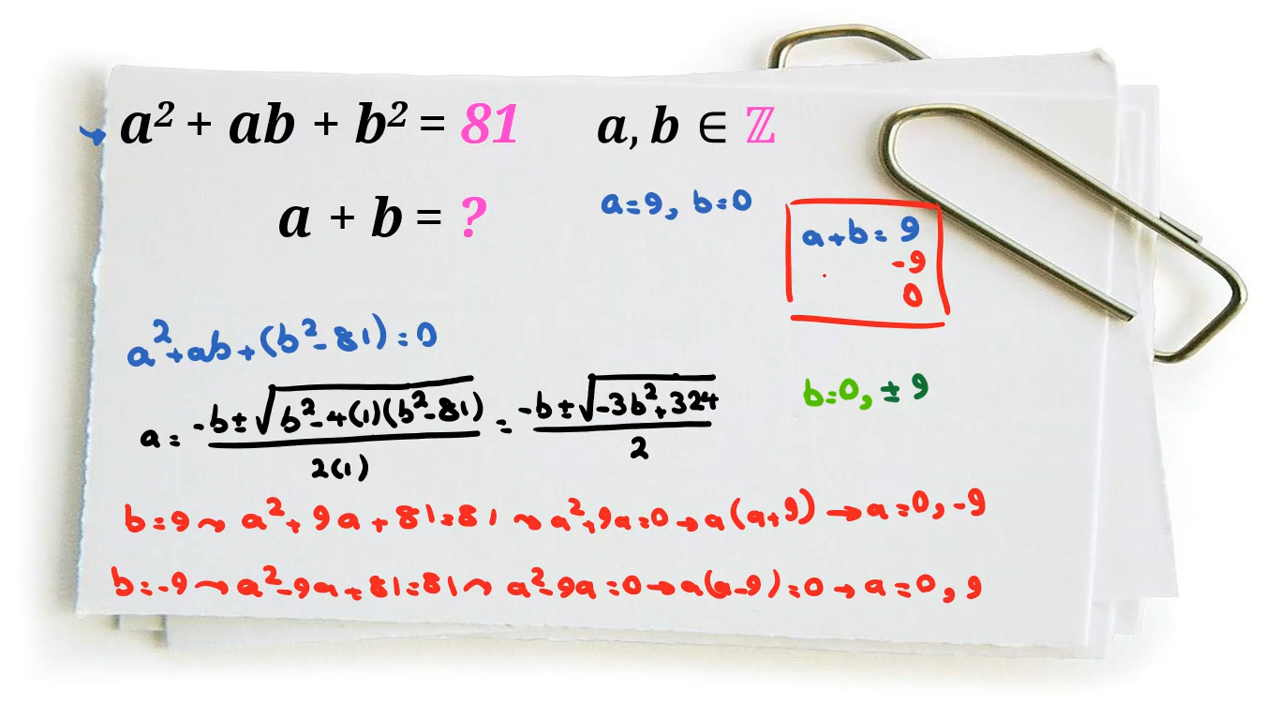 a² + ab + b² = 81 a, b ∈ ℤ
a + b = ?
a=9, b=0
a+b= 9
-9
0
a²+ab+(b²-81)=0
a = (-b±√(b²-4(1)(b²-81)))/2(1) = (-b±√(-3b²+324))/2
b=0, ±9
b=9 ⤳ a²+9a+81=81 ⤳ a²+9a=0 → a(a+9) → a=0, -9
b=-9 ⤳ a²-9a+81=81 ⤳ a²-9a=0 → a(a-9)=0 → a=0, 9